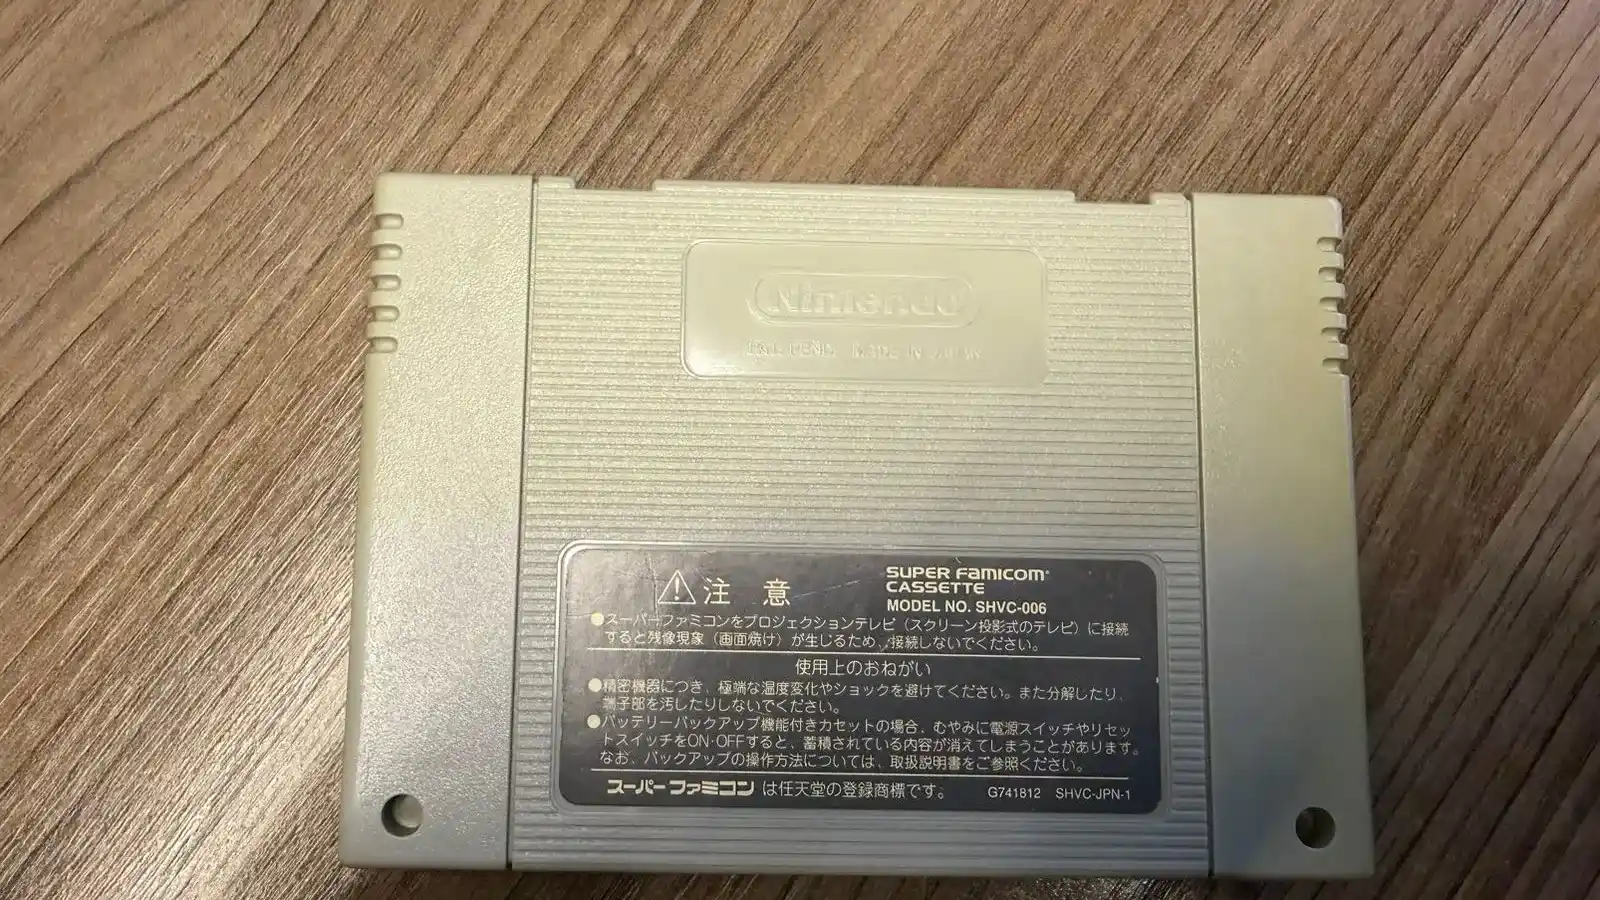 Nintendo
PAT. PEND. MADE IN JAPAN
注 意
SUPER FAMICOM
CASSETTE
MODEL NO. SHVC-006
●スーパーファミコンをプロジェクションテレビ（スクリーン投影式のテレビ）に接続
すると残像現象（画面焼け）が生じるため、接続しないでください。
使用上のおねがい
●精密機器につき、極端な温度変化やショックを避けてください。また分解したり、
端子部を汚したりしないでください。
●バッテリーバックアップ機能付きカセットの場合、むやみに電源スイッチやリセッ
トスイッチをON·OFFすると、蓄積されている内容が消えてしまうことがあります。
なお、バックアップの操作方法については、取扱説明書をご参照ください。
スーパーファミコン は任天堂の登録商標です。 G741812 SHVC-JPN-1